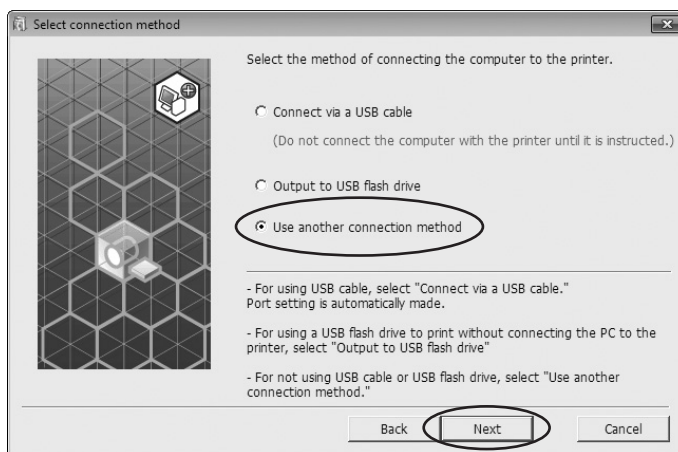 Select connection method
Select the method of connecting the computer to the printer.
Connect via a USB cable
(Do not connect the computer with the printer until it is instructed.)
Output to USB flash drive
Use another connection method
- For using USB cable, select "Connect via a USB cable."
Port setting is automatically made.
- For using a USB flash drive to print without connecting the PC to the
printer, select "Output to USB flash drive"
- For not using USB cable or USB flash drive, select "Use another
connection method."
Back
Next
Cancel